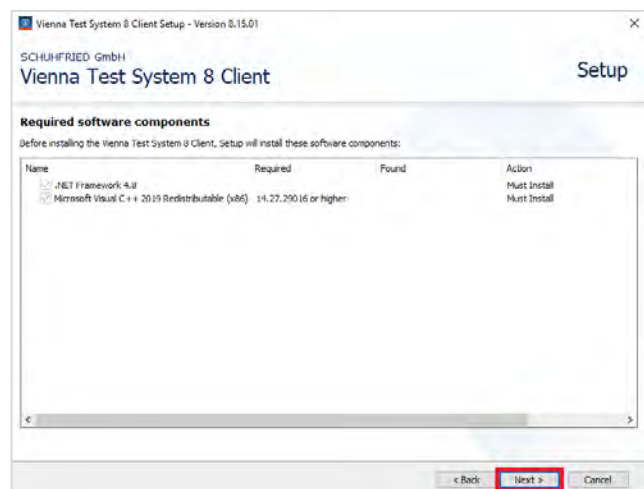 Vienna Test System 8 Client Setup - Version 8.15.01
SCHUHFRIED GmbH
Vienna Test System 8 Client
Setup
Required software components
Before installing the Vienna Test System 8 Client, Setup will install these software components:
Name Required Found Action
.NET Framework 4.8 Must Install
Microsoft Visual C++ 2019 Redistributable (x86) 14.27.29016 or higher Must Install
< Back Next > Cancel